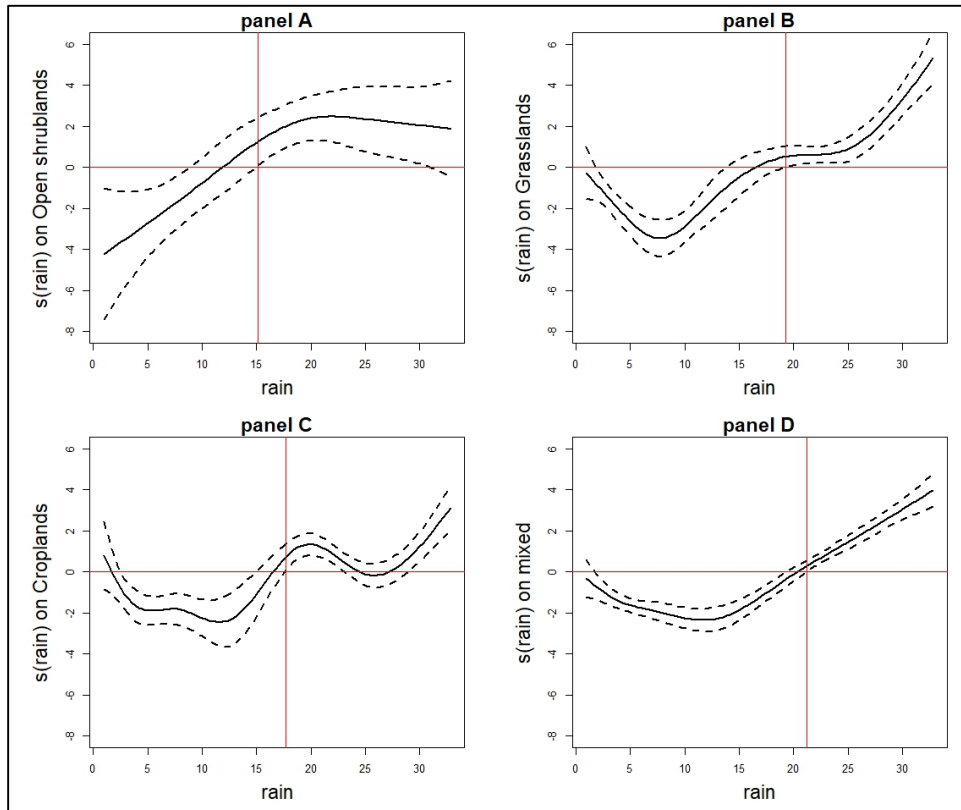 panel A
s(rain) on Open shrublands
6
4
2
0
-2
-4
-6
-8
0 5 10 15 20 25 30
rain
panel B
s(rain) on Grasslands
6
4
2
0
-2
-4
-6
-8
0 5 10 15 20 25 30
rain
panel C
s(rain) on Croplands
6
4
2
0
-2
-4
-6
-8
0 5 10 15 20 25 30
rain
panel D
s(rain) on mixed
6
4
2
0
-2
-4
-6
-8
0 5 10 15 20 25 30
rain